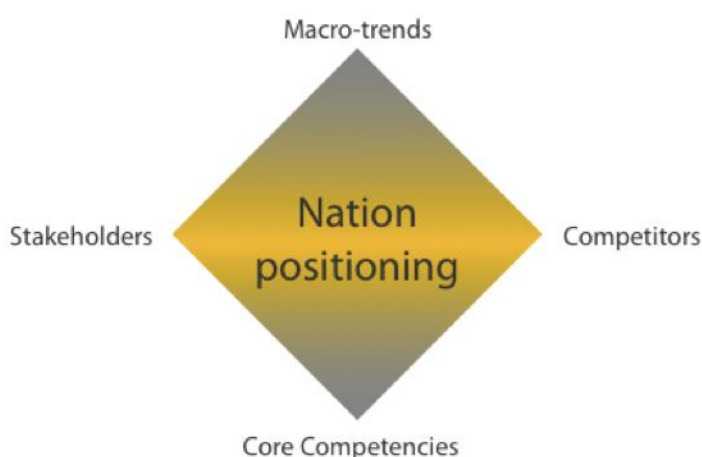 Macro-trends
Stakeholders
Nation
positioning
Competitors
Core Competencies